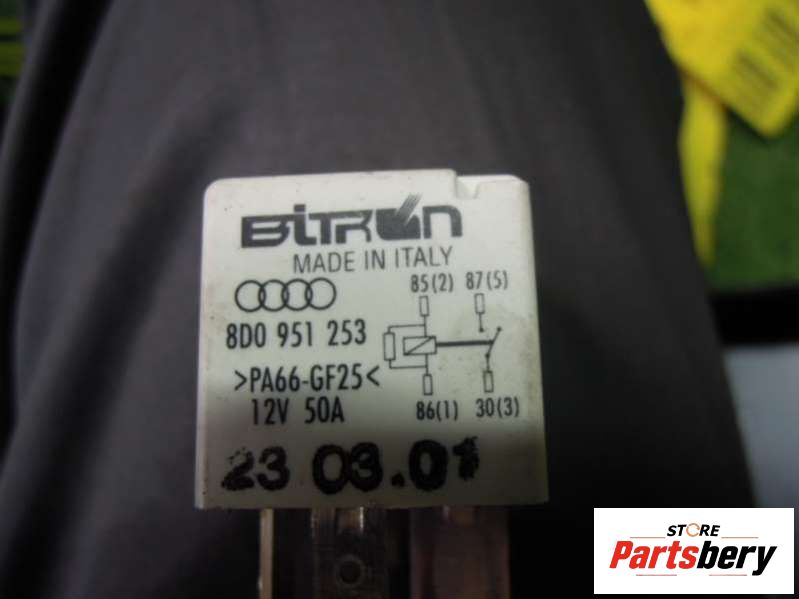 BiTRON
MADE IN ITALY
85(2) 87(5)
8D0 951 253
>PA66-GF25<
12V 50A
86(1) 30(3)
23 03.01
STORE
Partsbery